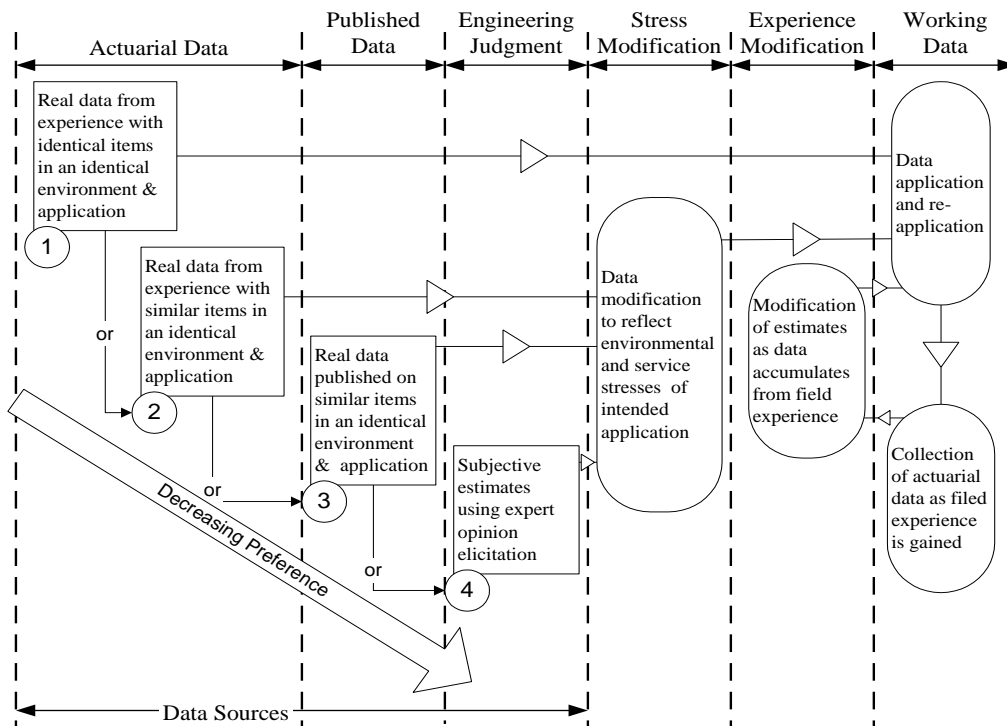 Actuarial Data
Published
Data
Engineering
Judgment
Stress
Modification
Experience
Modification
Working
Data
Real data from
experience with
identical items
in an identical
environment &
application
1
or
Real data from
experience with
similar items in
an identical
environment &
application
2
or
Real data
published on
similar items
in an identical
environment
& application
3
or
Subjective
estimates
using expert
opinion
elicitation
4
Data
modification
to reflect
environmental
and service
stresses of
intended
application
Modification
of estimates
as data
accumulates
from field
experience
Data
application
and re-
application
Collection
of actuarial
data as filed
experience
is gained
Decreasing Preference
Data Sources